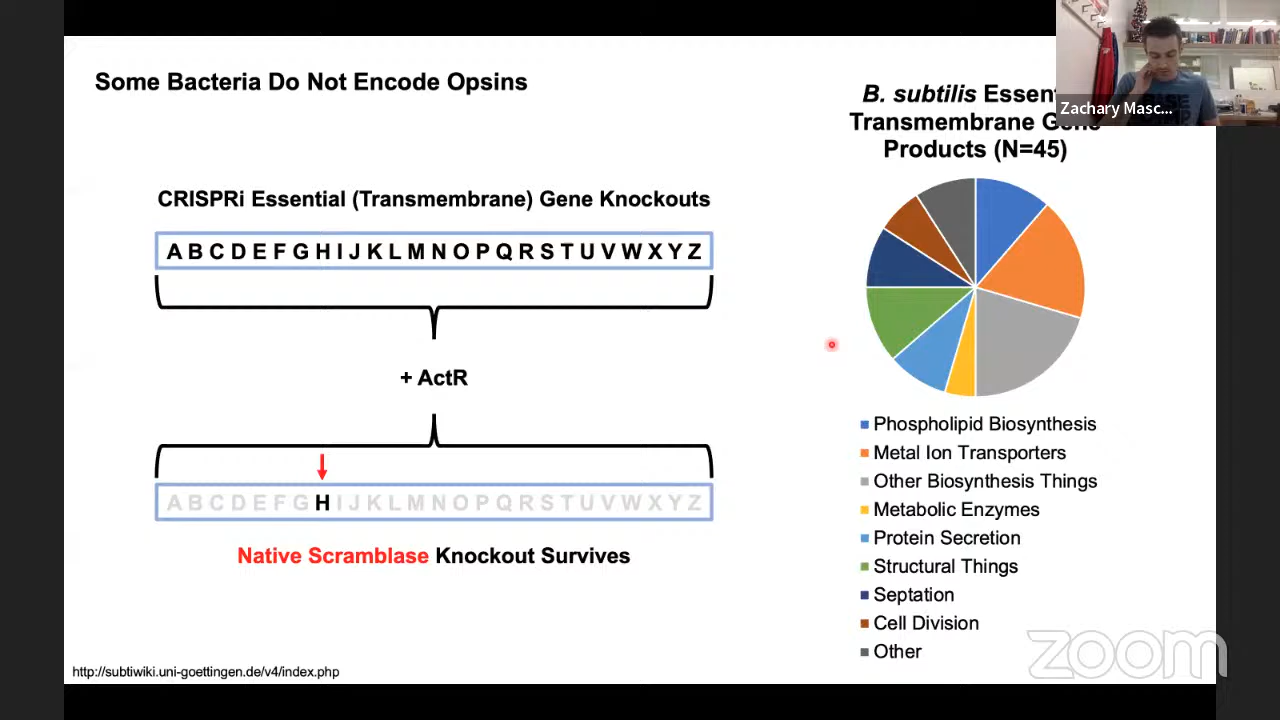 Some Bacteria Do Not Encode Opsins
CRISPRi Essential (Transmembrane) Gene Knockouts
A B C D E F G H I J K L M N O P Q R S T U V W X Y Z
+ ActR
A B C D E F G H I J K L M N O P Q R S T U V W X Y Z
Native Scramblase Knockout Survives
http://subtiwiki.uni-goettingen.de/v4/index.php
B. subtilis
Transmembrane
Products (N=45)
Phospholipid Biosynthesis
Metal Ion Transporters
Other Biosynthesis Things
Metabolic Enzymes
Protein Secretion
Structural Things
Septation
Cell Division
Other
Zachary Masc...
zoom